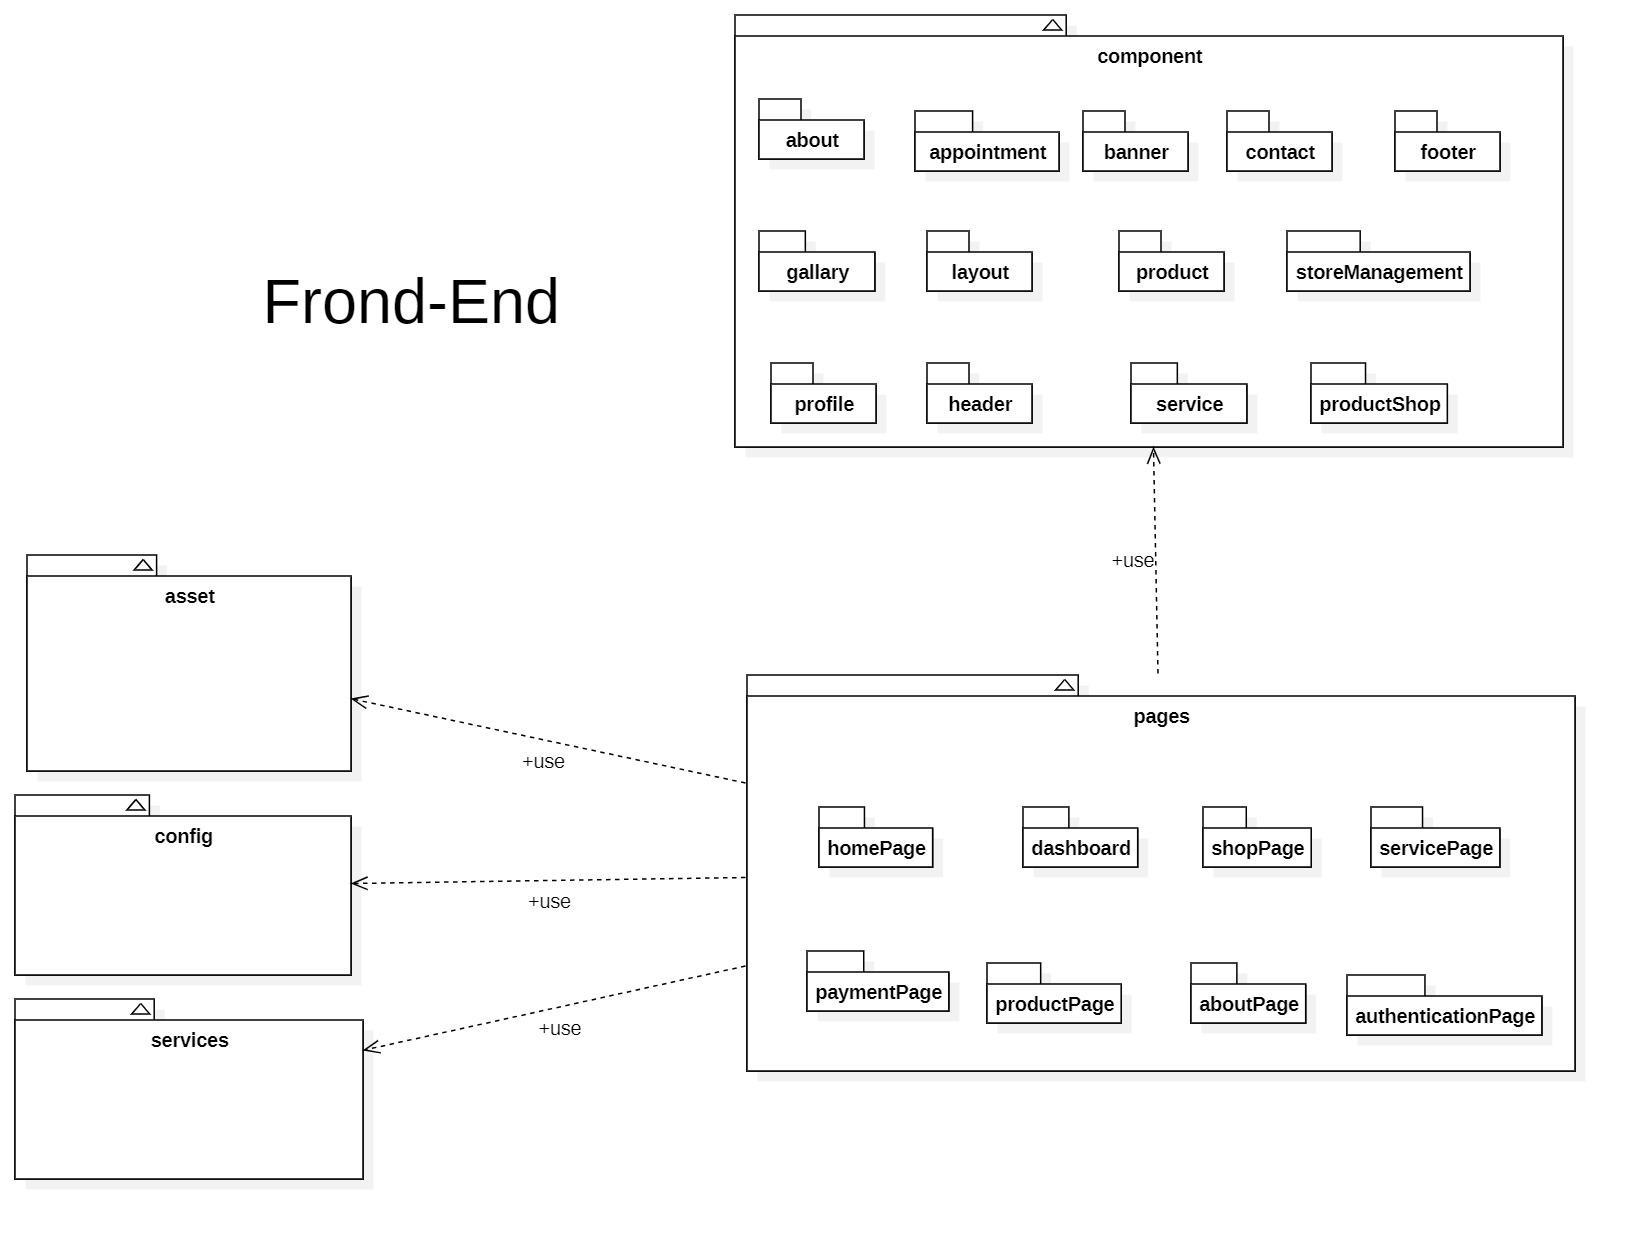 component
about
appointment
banner
contact
footer
gallary
layout
product
storeManagement
Frond-End
profile
header
service
productShop
+use
asset
pages
+use
config
homePage
dashboard
shopPage
servicePage
+use
paymentPage
productPage
aboutPage
authenticationPage
+use
services